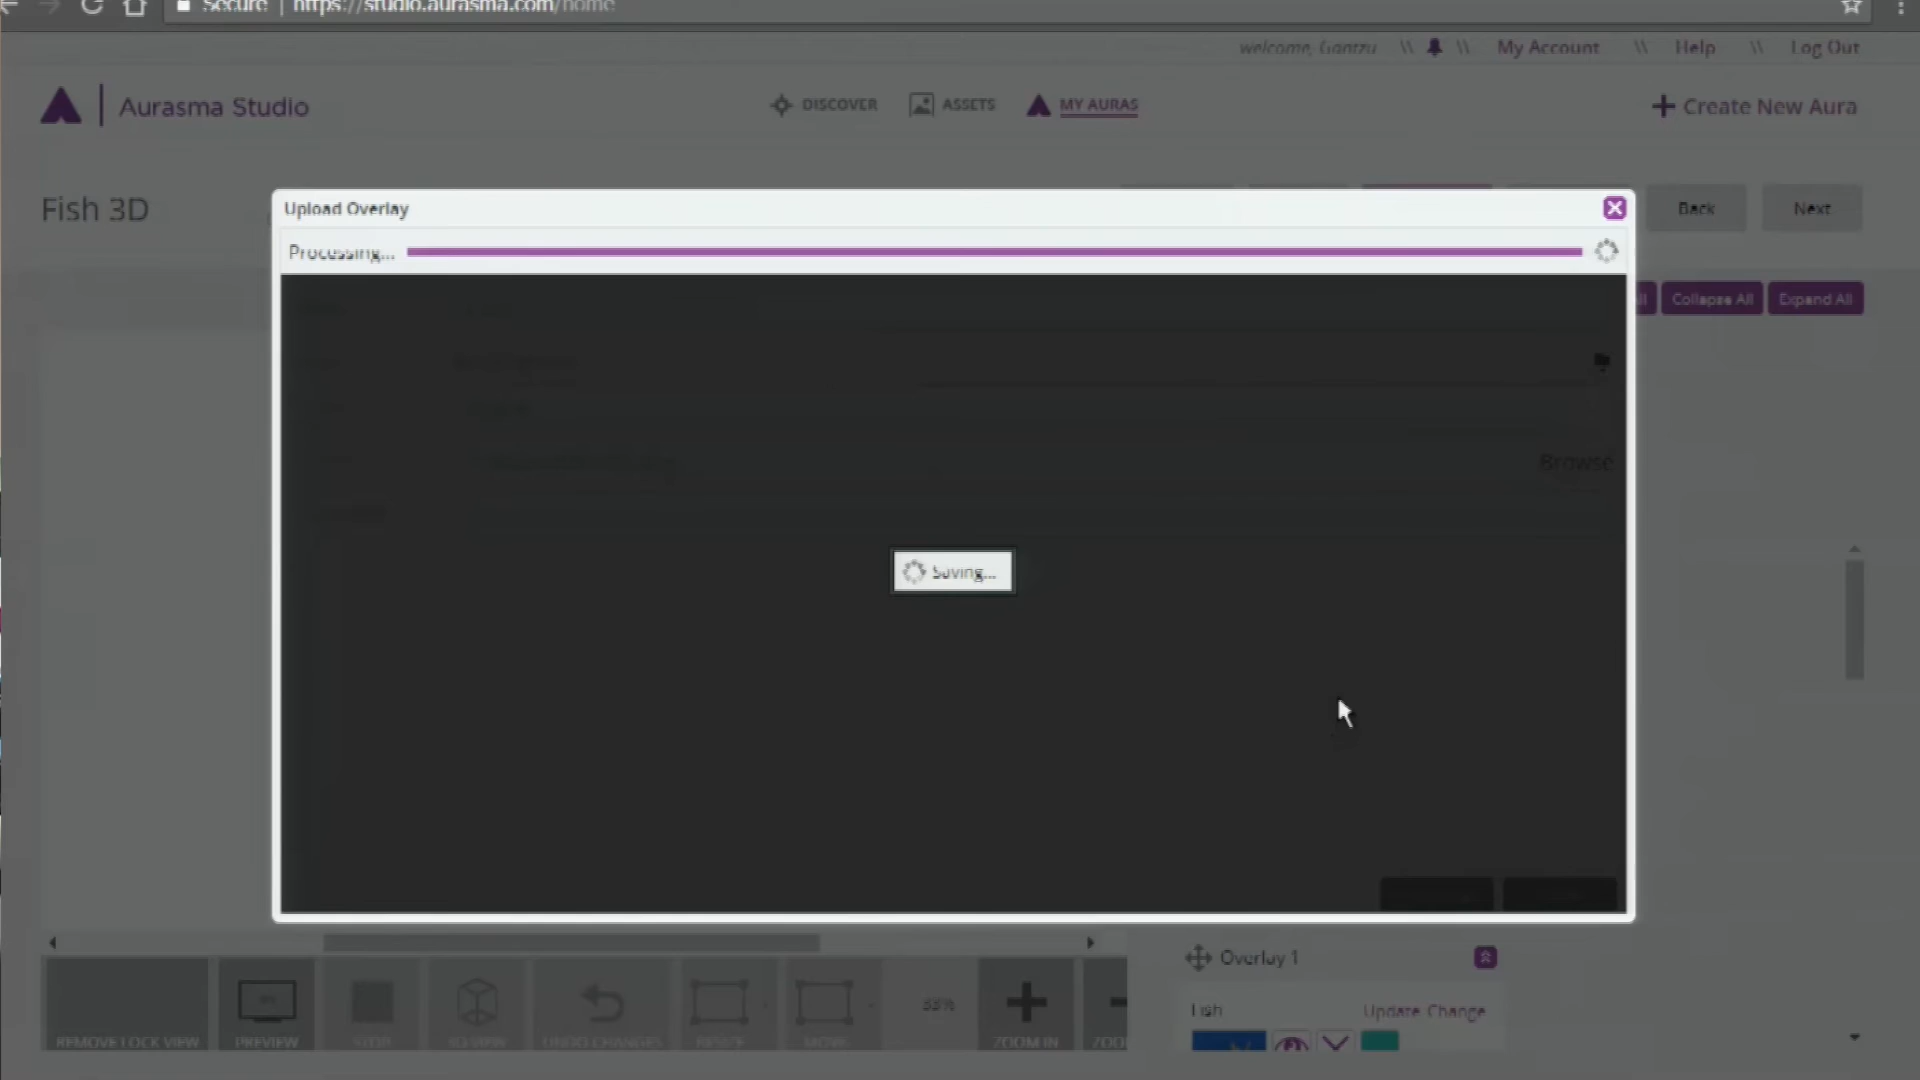 Secure | https://studio.aurasma.com/home
welcome, Gantzu \\ \\ My Account \\ Help \\ Log Out
Aurasma Studio
DISCOVER ASSETS MY AURAS
Create New Aura
Fish 3D
Back Next
Upload Overlay
Processing...
Collapse All Expand All
Browse
Saving...
Overlay 1
Fish Update Change
33%
REMOVE LOCK VIEW PREVIEW STOP 3D VIEW UNDO CHANGES RESIZE MOVE ZOOM IN